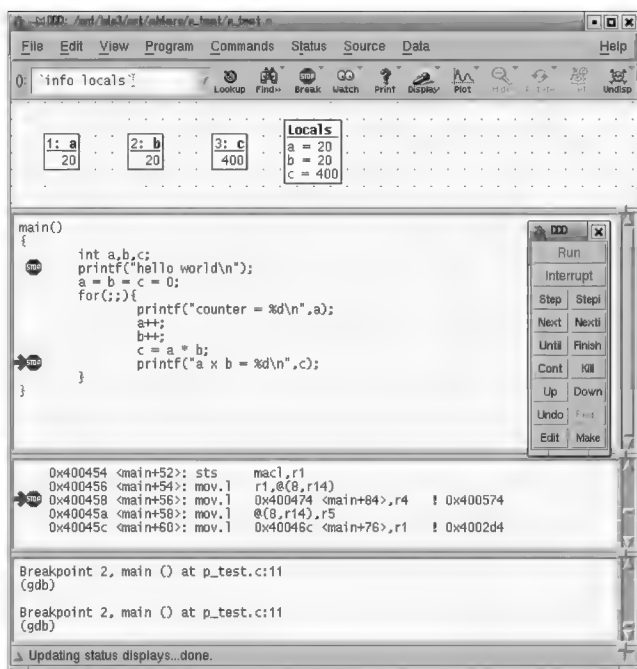 DDD:
File Edit View Program Commands Status Source Data Help
(): `info locals`
Lookup Find» Break Watch Print Display Plot Undisp
1: a
20
2: b
20
3: c
400
Locals
a = 20
b = 20
c = 400
main()
{
int a,b,c;
printf("hello world\n");
a = b = c = 0;
for(;;){
printf("counter = %d\n",a);
a++;
b++;
c = a * b;
printf("a x b = %d\n",c);
}
}
STOP
STOP
DDD
Run
Interrupt
Step Stepi
Next Nexti
Until Finish
Cont Kill
Up Down
Undo
Edit Make
0x400454 <main+52>: sts macl,r1
0x400456 <main+54>: mov.l r1,@(8,r14)
0x400458 <main+56>: mov.l 0x400474 <main+84>,r4 ! 0x400574
0x40045a <main+58>: mov.l @(8,r14),r5
0x40045c <main+60>: mov.l 0x40046c <main+76>,r1 ! 0x4002d4
Breakpoint 2, main () at p_test.c:11
(gdb)
Breakpoint 2, main () at p_test.c:11
(gdb)
Updating status displays...done.